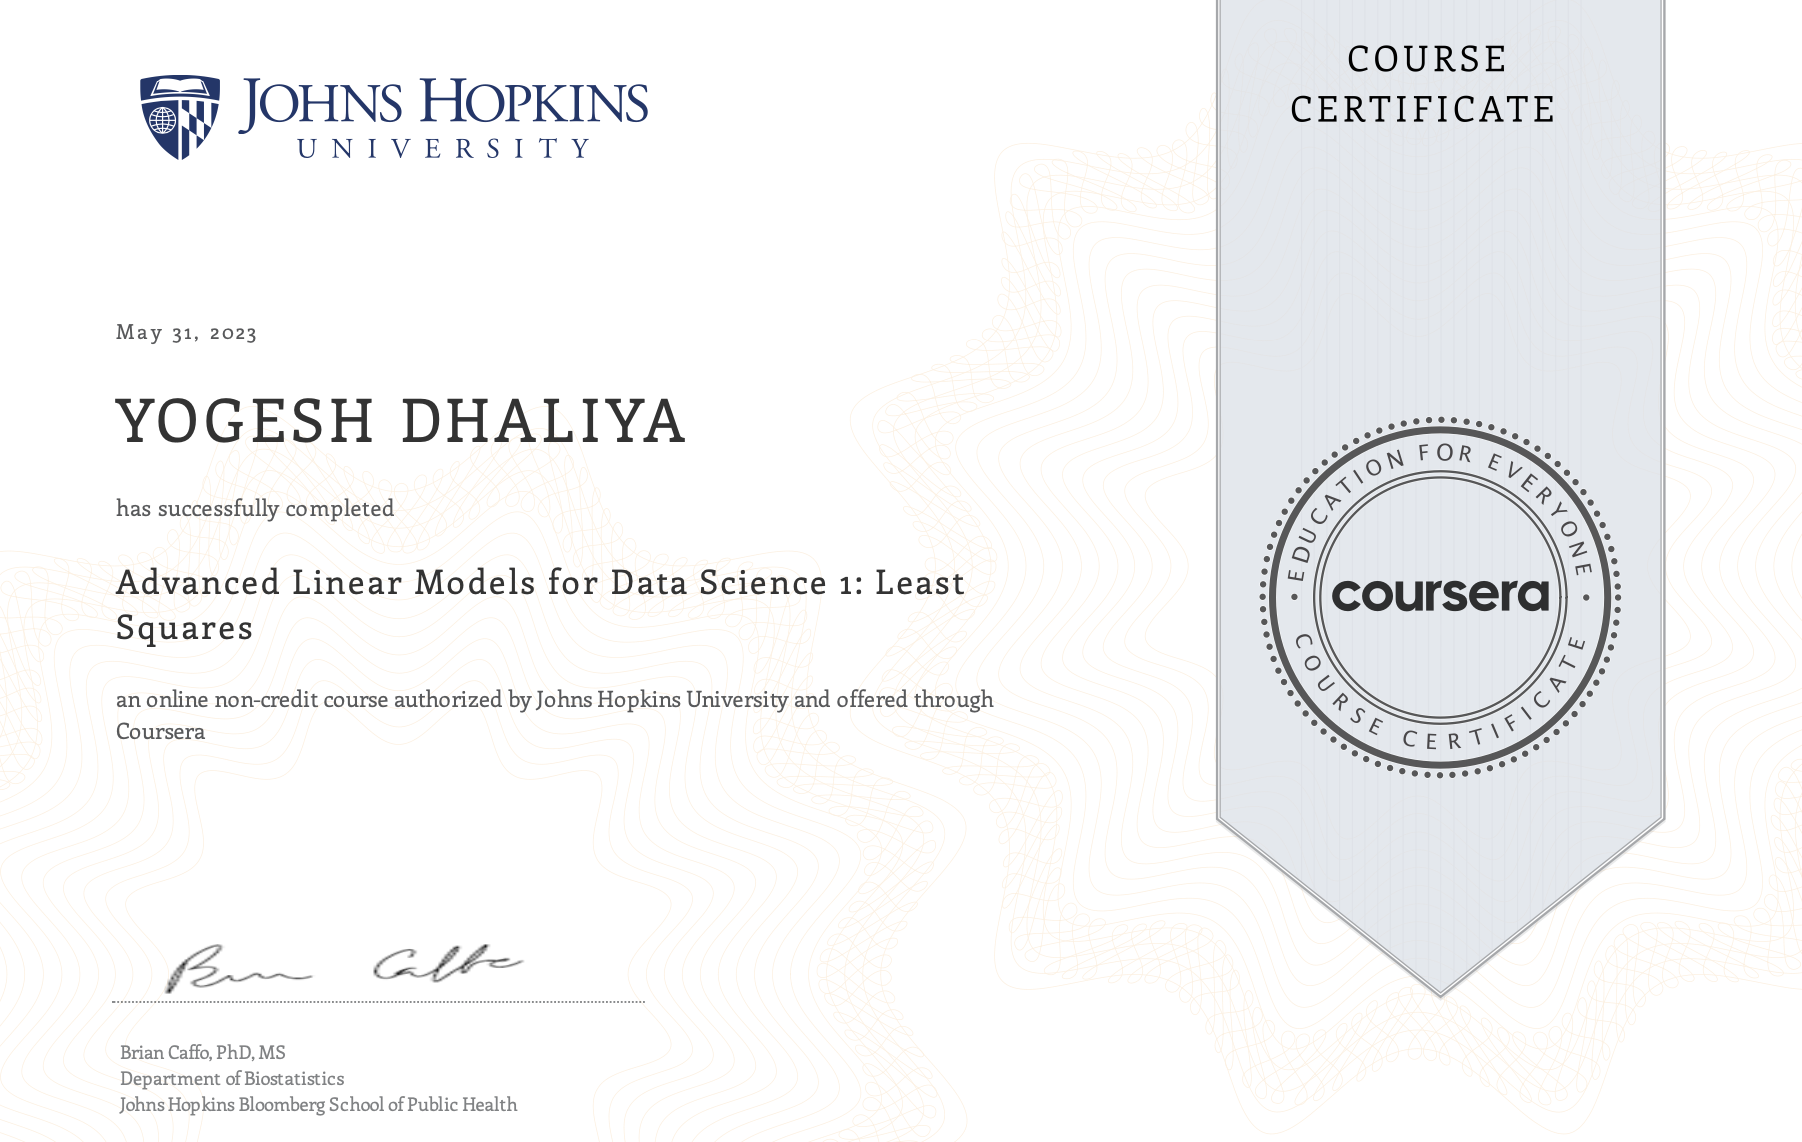 JOHNS HOPKINS
UNIVERSITY
COURSE
CERTIFICATE
May 31, 2023
YOGESH DHALIYA
has successfully completed
Advanced Linear Models for Data Science 1: Least
Squares
an online non-credit course authorized by Johns Hopkins University and offered through
Coursera
EDUCATION FOR EVERYONE
coursera
COURSE CERTIFICATE
Brian Caffo
Brian Caffo, PhD, MS
Department of Biostatistics
Johns Hopkins Bloomberg School of Public Health